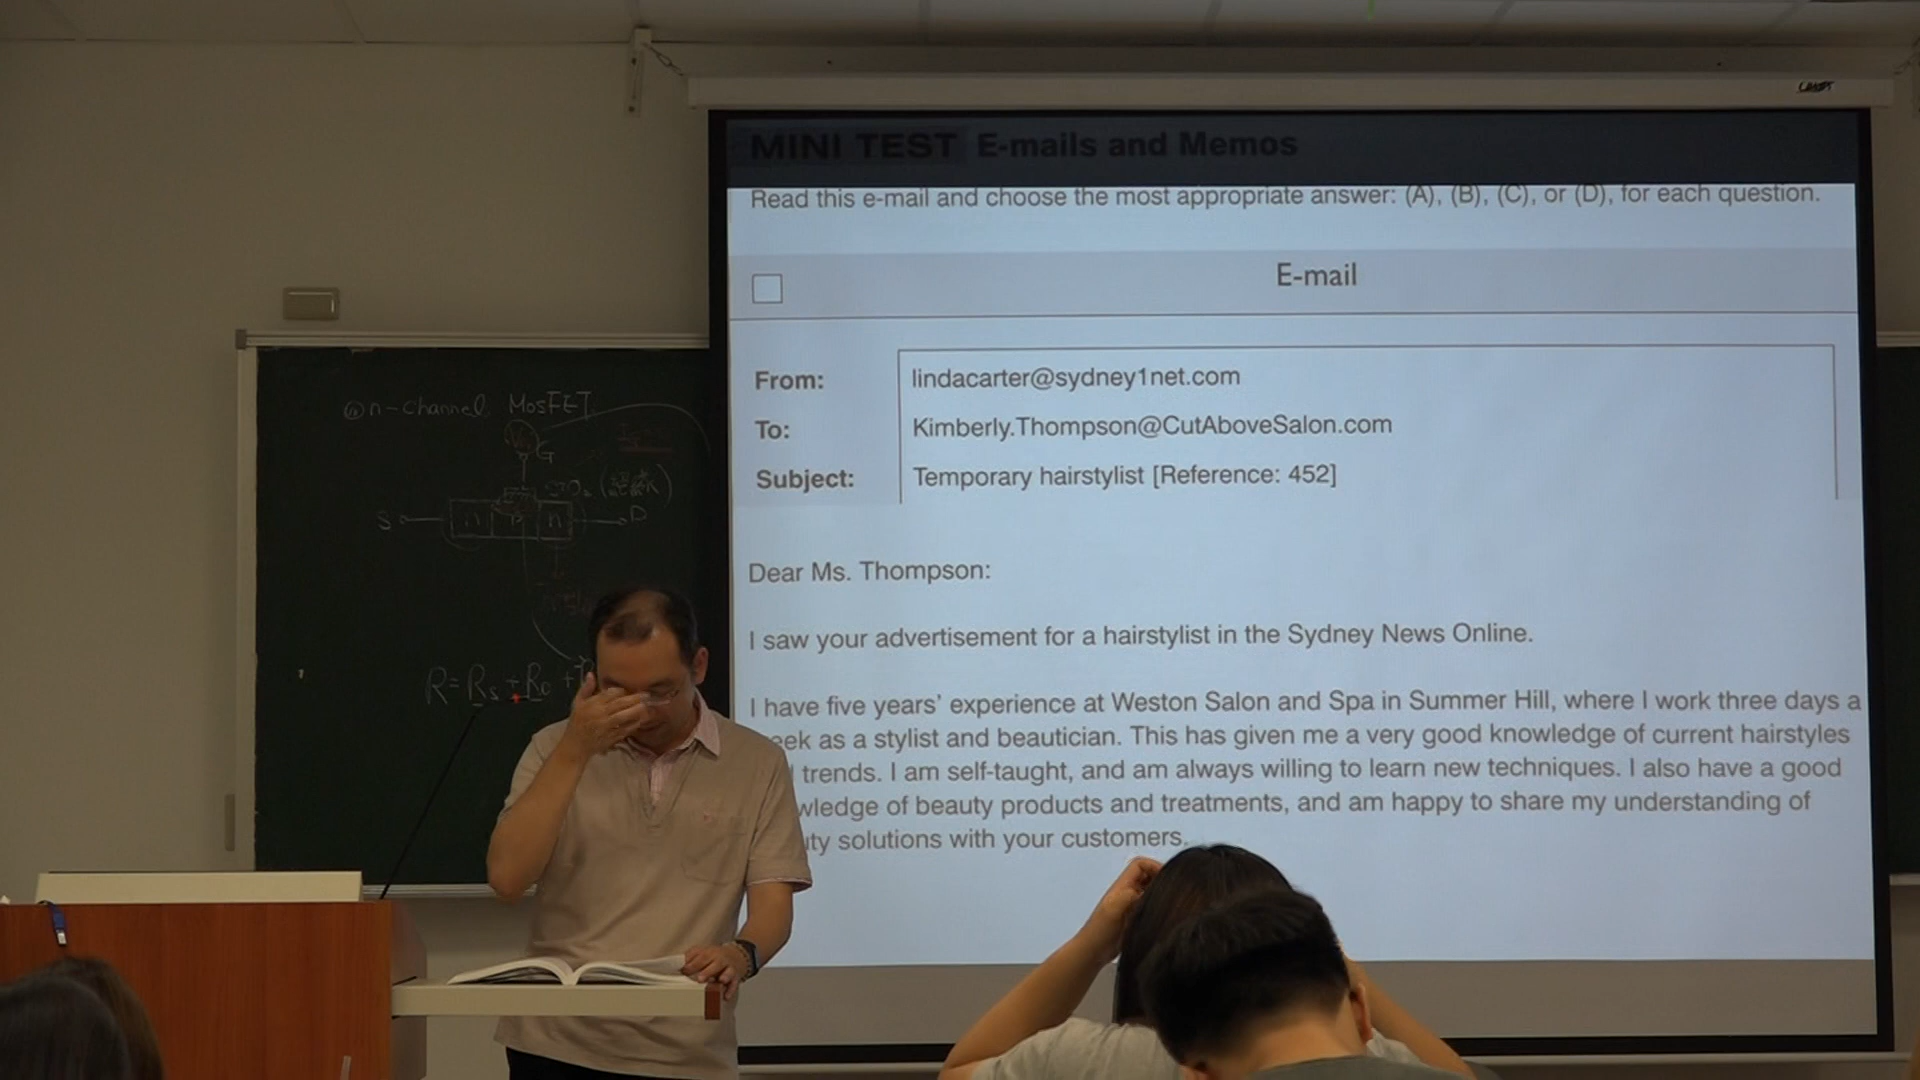 MINI TEST E-mails and Memos
Read this e-mail and choose the most appropriate answer: (A), (B), (C), or (D), for each question.
E-mail
From: lindacarter@sydney1net.com
To: Kimberly.Thompson@CutAboveSalon.com
Subject: Temporary hairstylist [Reference: 452]
Dear Ms. Thompson:
I saw your advertisement for a hairstylist in the Sydney News Online.
I have five years' experience at Weston Salon and Spa in Summer Hill, where I work three days a
eek as a stylist and beautician. This has given me a very good knowledge of current hairstyles
trends. I am self-taught, and am always willing to learn new techniques. I also have a good
wledge of beauty products and treatments, and am happy to share my understanding of
ty solutions with your customers.
n-channel MosFET
G
S n P n D
R=Rs+RD+